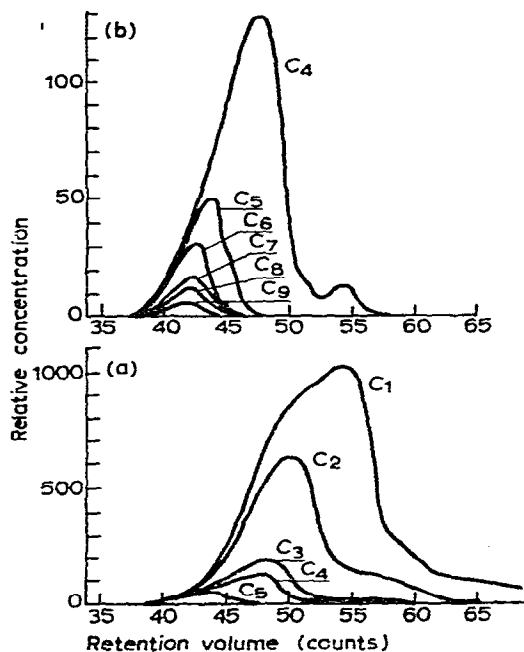 (b)
C4
100
C5
50
C6
C7
C8
C9
0
35 40 45 50 55 60 65
Relative concentration
(a)
1000
C1
C2
500
C3
C4
C5
0
35 40 45 50 55 60 65
Retention volume (counts)